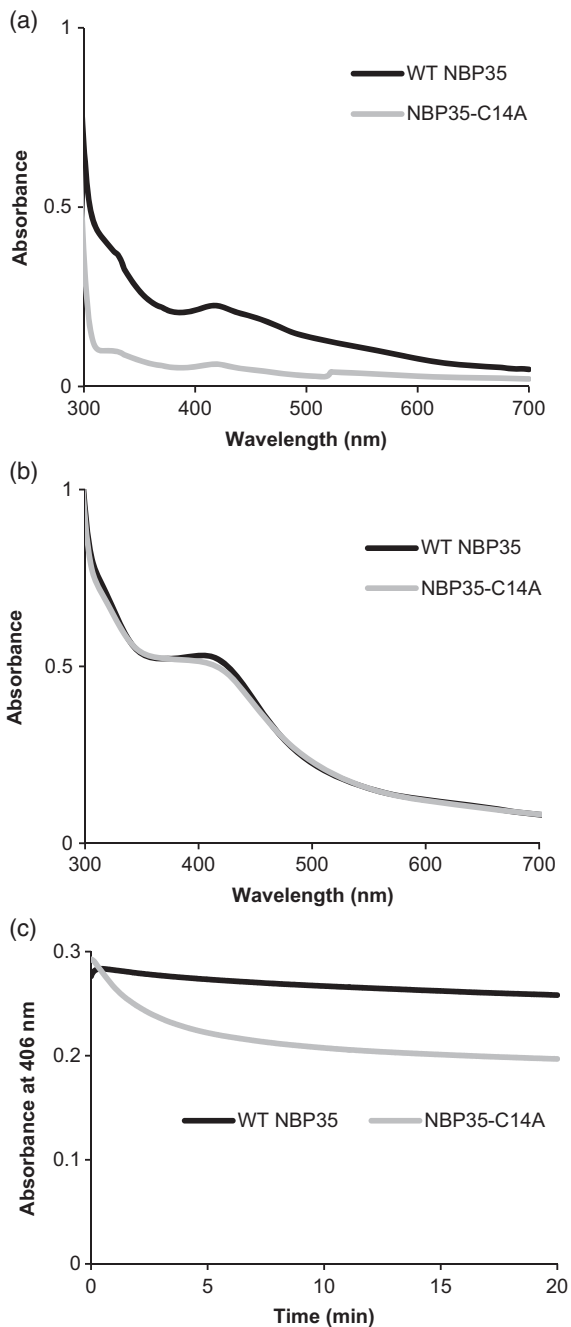 (a)
1
WT NBP35
NBP35-C14A
Absorbance
0.5
0
300 400 500 600 700
Wavelength (nm)
(b)
1
WT NBP35
NBP35-C14A
Absorbance
0.5
0
300 400 500 600 700
Wavelength (nm)
(c)
0.3
Absorbance at 406 nm
0.2
WT NBP35 NBP35-C14A
0.1
0
0 5 10 15 20
Time (min)